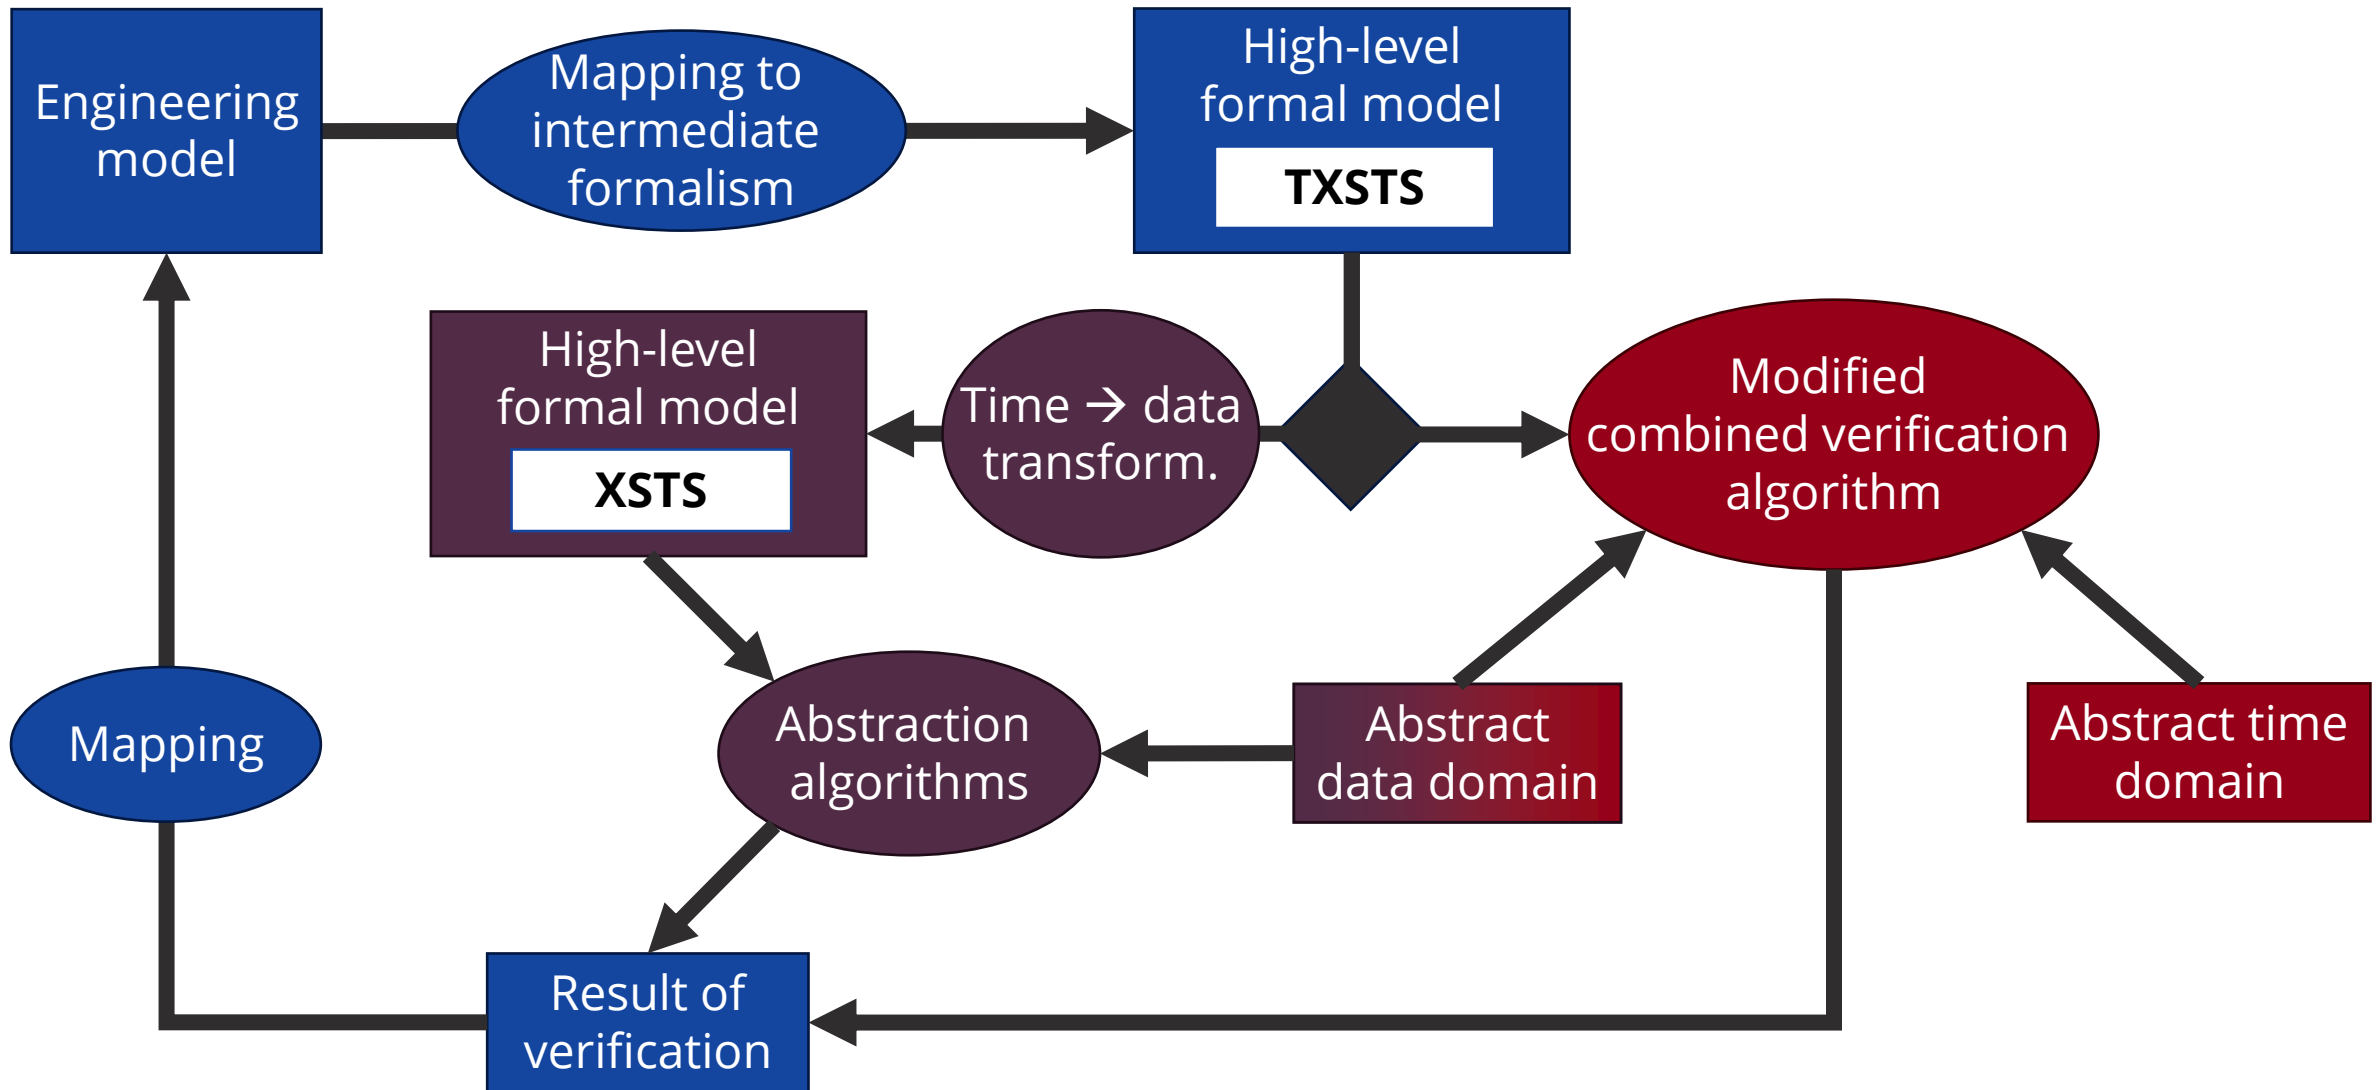 Engineering
model
Mapping to
intermediate
formalism
High-level
formal model
TXSTS
High-level
formal model
XSTS
Time → data
transform.
Modified
combined verification
algorithm
Mapping
Abstraction
algorithms
Abstract
data domain
Abstract time
domain
Result of
verification